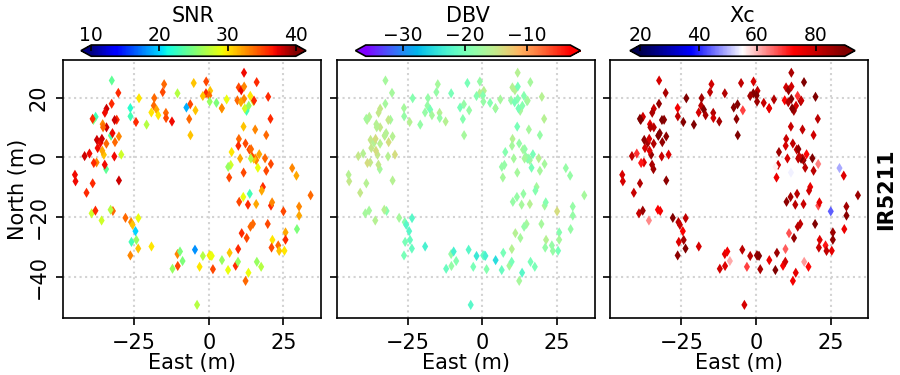 SNR DBV Xc
10 20 30 40 −30 −20 −10 20 40 60 80
20
0
−20
−40
North (m)
−25 0 25 −25 0 25 −25 0 25
East (m) East (m) East (m)
IR5211